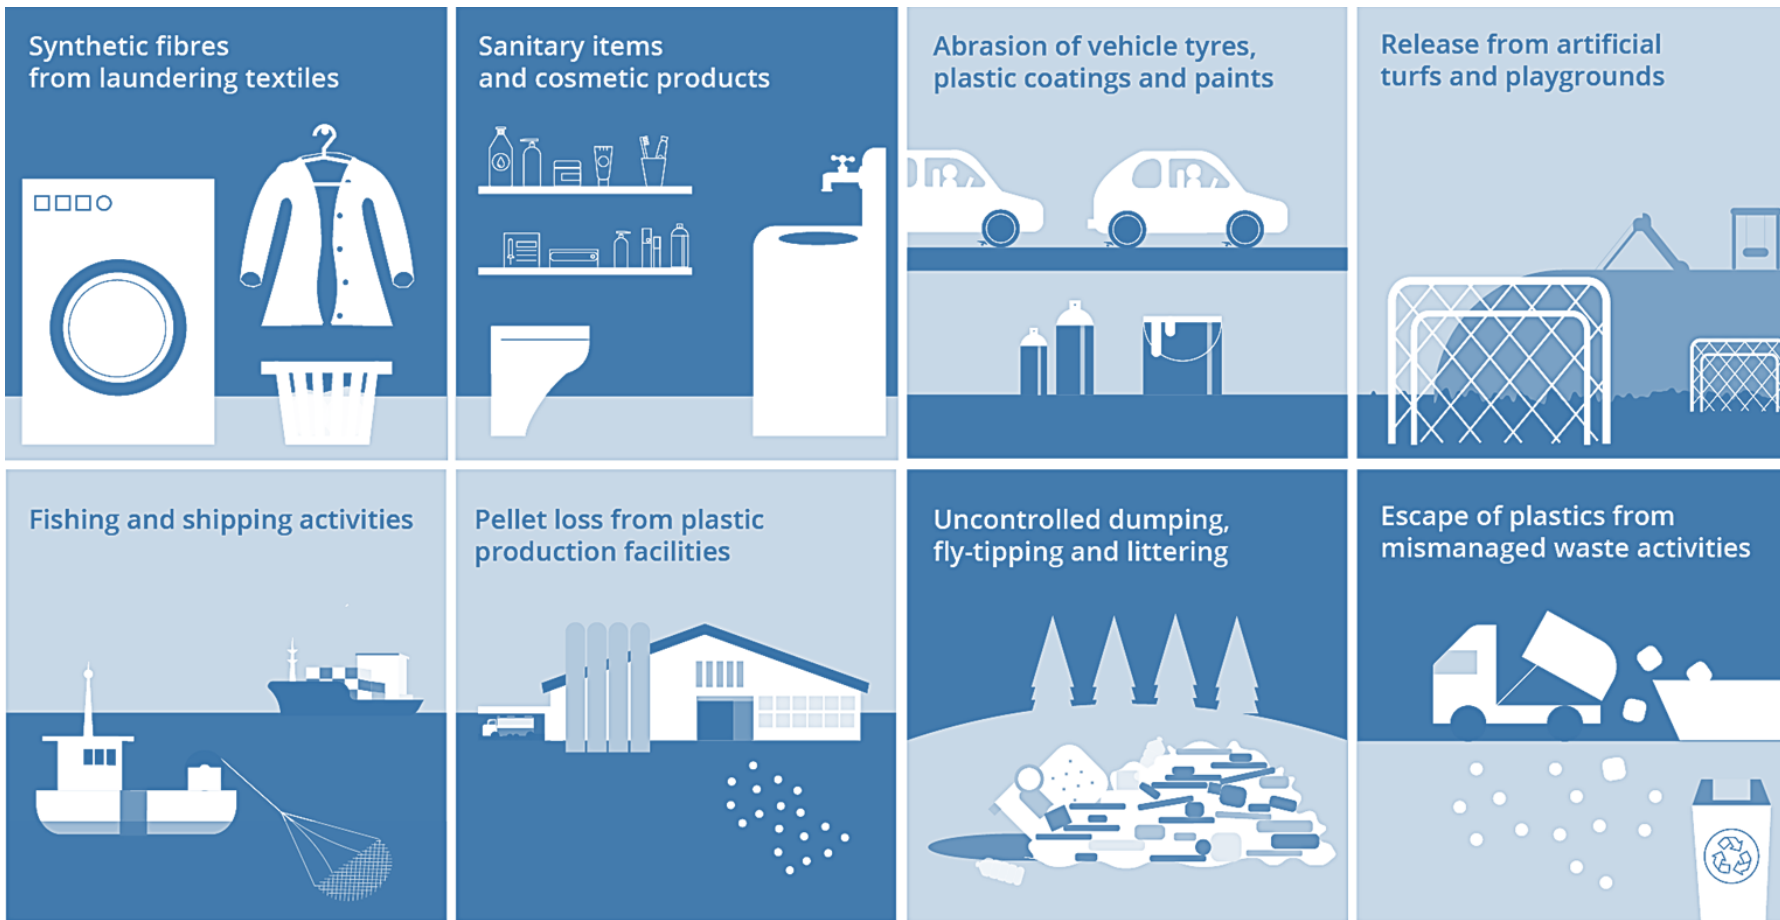 Synthetic fibres
from laundering textiles
Sanitary items
and cosmetic products
Abrasion of vehicle tyres,
plastic coatings and paints
Release from artificial
turfs and playgrounds
Fishing and shipping activities
Pellet loss from plastic
production facilities
Uncontrolled dumping,
fly-tipping and littering
Escape of plastics from
mismanaged waste activities